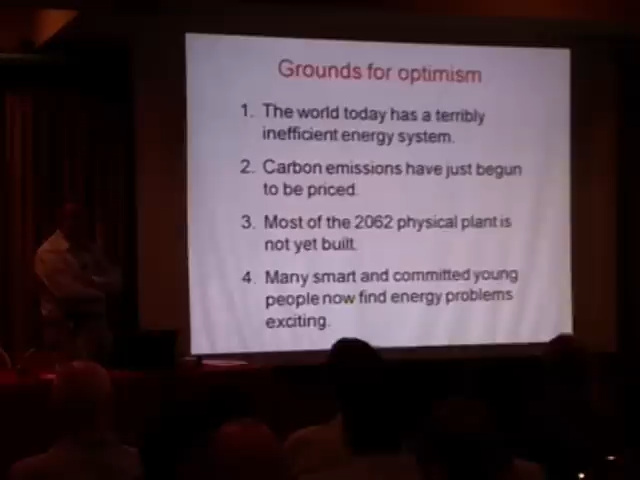 Grounds for optimism
1. The world today has a terribly
inefficient energy system.
2. Carbon emissions have just begun
to be priced.
3. Most of the 2062 physical plant is
not yet built.
4. Many smart and committed young
people now find energy problems
exciting.